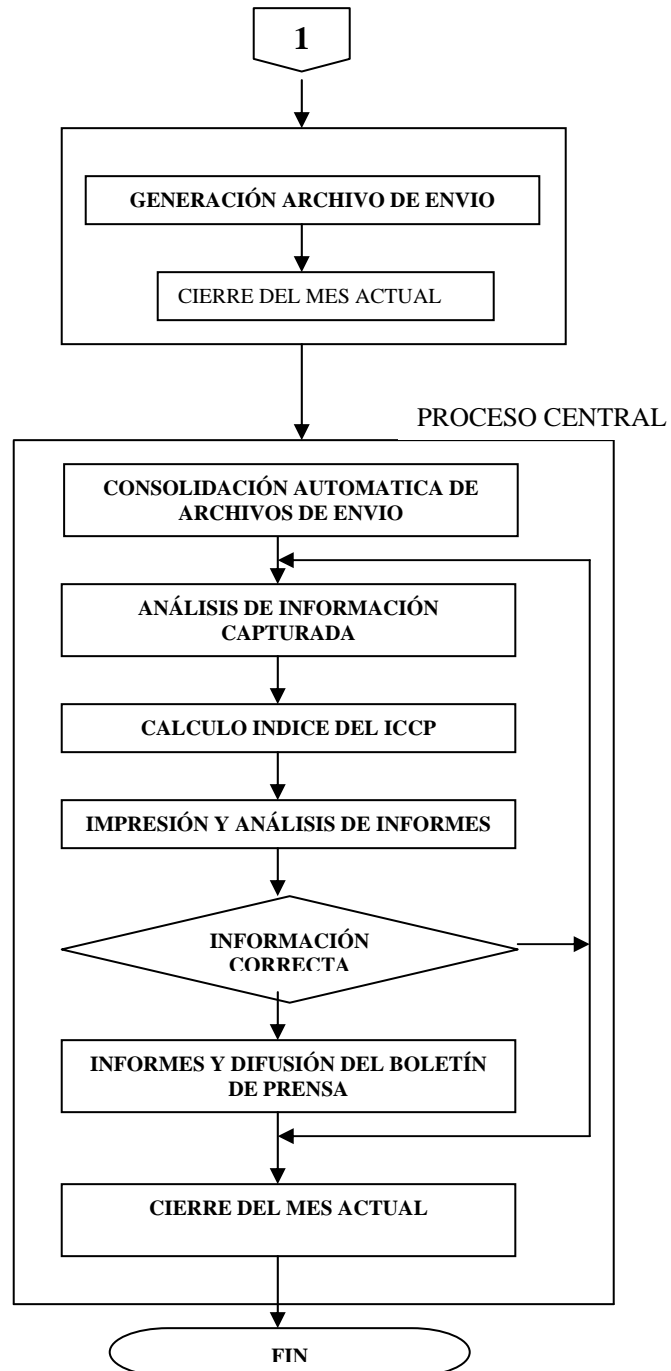 1
GENERACIÓN ARCHIVO DE ENVIO
CIERRE DEL MES ACTUAL
PROCESO CENTRAL
CONSOLIDACIÓN AUTOMATICA DE
ARCHIVOS DE ENVIO
ANÁLISIS DE INFORMACIÓN
CAPTURADA
CALCULO INDICE DEL ICCP
IMPRESIÓN Y ANÁLISIS DE INFORMES
INFORMACIÓN
CORRECTA
INFORMES Y DIFUSIÓN DEL BOLETÍN
DE PRENSA
CIERRE DEL MES ACTUAL
FIN